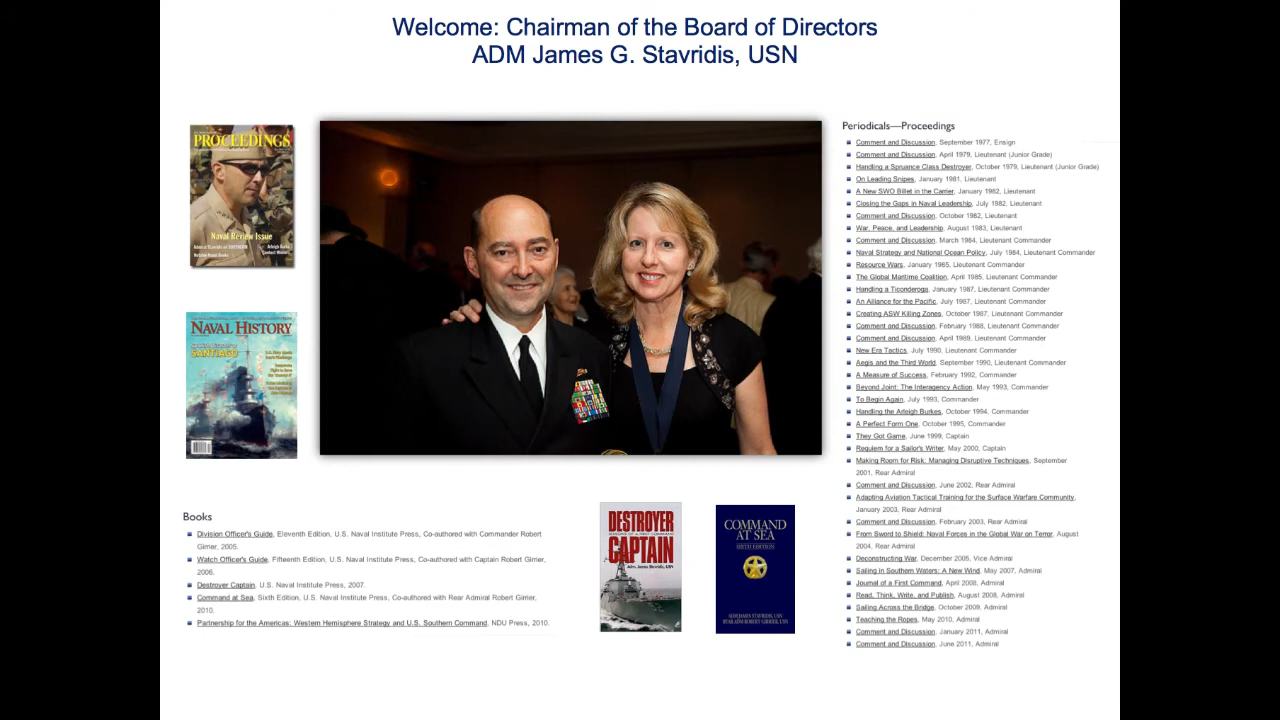 Welcome: Chairman of the Board of Directors
ADM James G. Stavridis, USN
PROCEEDINGS
Naval Review Issue
NAVAL HISTORY
SANTIAGO
Books
Division Officer's Guide, Eleventh Edition, U.S. Naval Institute Press, Co-authored with Commander Robert
Girrier, 2005.
Watch Officer's Guide, Fifteenth Edition, U.S. Naval Institute Press, Co-authored with Captain Robert Girrier,
2006.
Destroyer Captain, U.S. Naval Institute Press, 2007.
Command at Sea, Sixth Edition, U.S. Naval Institute Press, Co-authored with Rear Admiral Robert Girrier,
2010.
Partnership for the Americas: Western Hemisphere Strategy and U.S. Southern Command, NDU Press, 2010.
DESTROYER
CAPTAIN
Adm. James Stavridis, USN
COMMAND
AT SEA
SIXTH EDITION
Periodicals—Proceedings
Comment and Discussion, September 1977, Ensign
Comment and Discussion, April 1979, Lieutenant (Junior Grade)
Handling a Spruance Class Destroyer, October 1979, Lieutenant (Junior Grade)
On Leading Snipes, January 1981, Lieutenant
A New SWO Billet in the Carrier, January 1982, Lieutenant
Closing the Gaps in Naval Leadership, July 1982, Lieutenant
Comment and Discussion, October 1982, Lieutenant
War, Peace, and Leadership, August 1983, Lieutenant
Comment and Discussion, March 1984, Lieutenant Commander
Naval Strategy and National Ocean Policy, July 1984, Lieutenant Commander
Resource Wars, January 1985, Lieutenant Commander
The Global Maritime Coalition, April 1985, Lieutenant Commander
Handling a Ticonderoga, January 1987, Lieutenant Commander
An Alliance for the Pacific, July 1987, Lieutenant Commander
Creating ASW Killing Zones, October 1987, Lieutenant Commander
Comment and Discussion, February 1988, Lieutenant Commander
Comment and Discussion, April 1989, Lieutenant Commander
New Era Tactics, July 1990, Lieutenant Commander
Aegis and the Third World, September 1990, Lieutenant Commander
A Measure of Success, February 1992, Commander
Beyond Joint: The Interagency Action, May 1993, Commander
To Begin Again, July 1993, Commander
Handling the Arleigh Burkes, October 1994, Commander
A Perfect Form One, October 1995, Commander
They Got Game, June 1999, Captain
Requiem for a Sailor's Writer, May 2000, Captain
Making Room for Risk: Managing Disruptive Techniques, September
2001, Rear Admiral
Comment and Discussion, June 2002, Rear Admiral
Adapting Aviation Tactical Training for the Surface Warfare Community,
January 2003, Rear Admiral
Comment and Discussion, February 2003, Rear Admiral
From Sword to Shield: Naval Forces in the Global War on Terror, August
2004, Rear Admiral
Deconstructing War, December 2005, Vice Admiral
Sailing in Southern Waters: A New Wind, May 2007, Admiral
Journal of a First Command, April 2008, Admiral
Read, Think, Write, and Publish, August 2008, Admiral
Sailing Across the Bridge, October 2009, Admiral
Teaching the Ropes, May 2010, Admiral
Comment and Discussion, January 2011, Admiral
Comment and Discussion, June 2011, Admiral